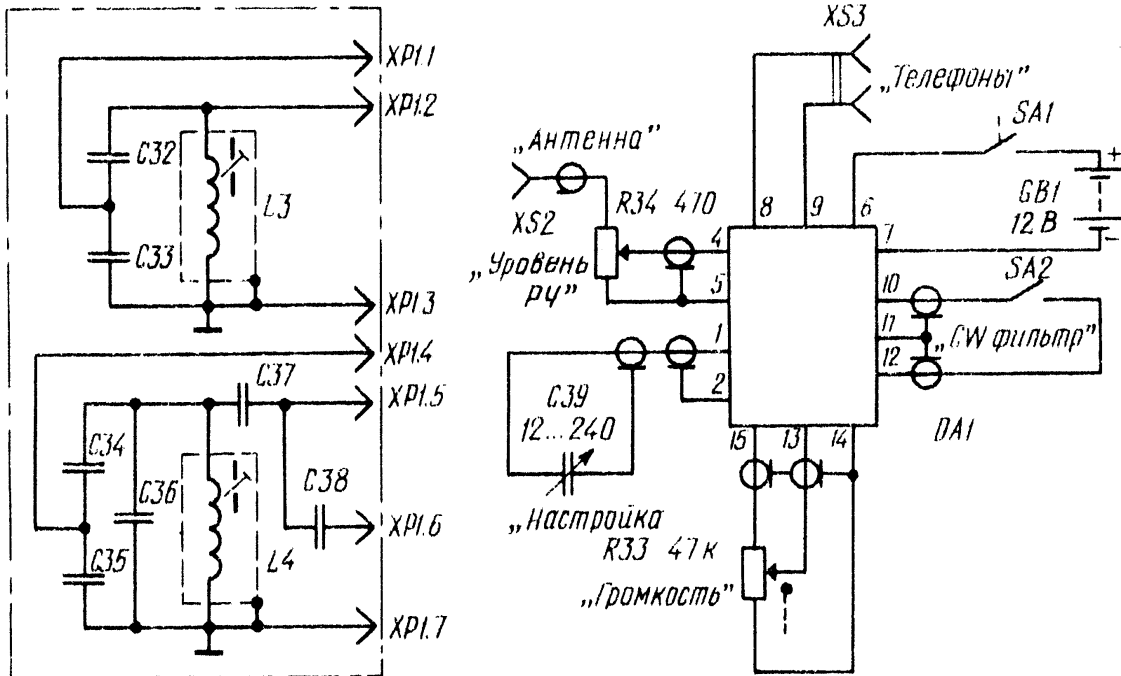 XP1.1
XP1.2
C32
L3
C33
XP1.3
XP1.4
C37
XP1.5
C34
C36
C38
XP1.6
C35
L4
XP1.7
XS3
„Телефоны"
SA1
„Антенна"
+
GB1
12 В
−
XS2
R34 470
8
9
6
4
7
„Уровень
РЧ"
5
10
SA2
1
11
„CW фильтр"
2
12
C39
12...240
15
13
14
DA1
„Настройка
R33 47к
„Громкость"